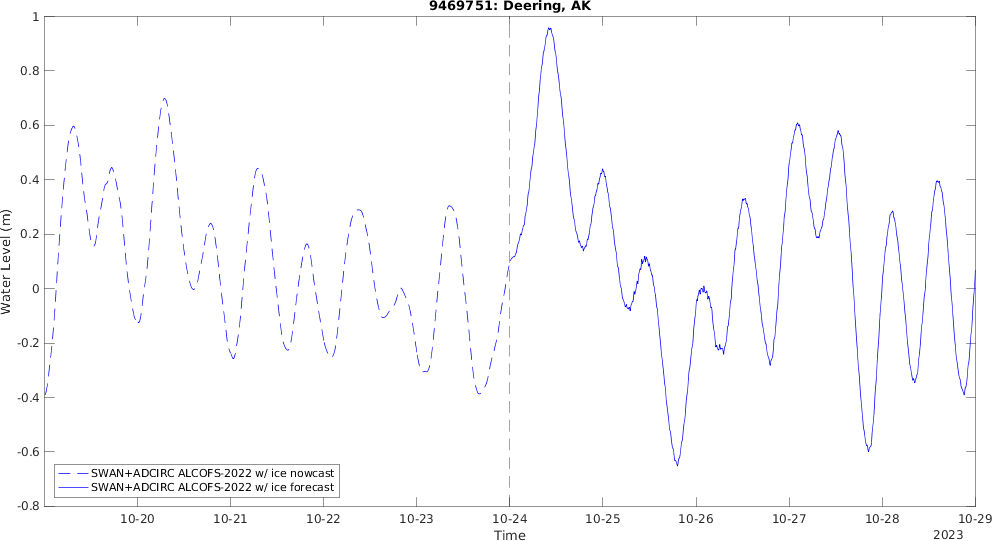 9469751: Deering, AK
1
0.8
0.6
0.4
0.2
0
-0.2
-0.4
-0.6
-0.8
Water Level (m)
SWAN+ADCIRC ALCOFS-2022 w/ ice nowcast
SWAN+ADCIRC ALCOFS-2022 w/ ice forecast
10-20 10-21 10-22 10-23 10-24 10-25 10-26 10-27 10-28 10-29
Time
2023